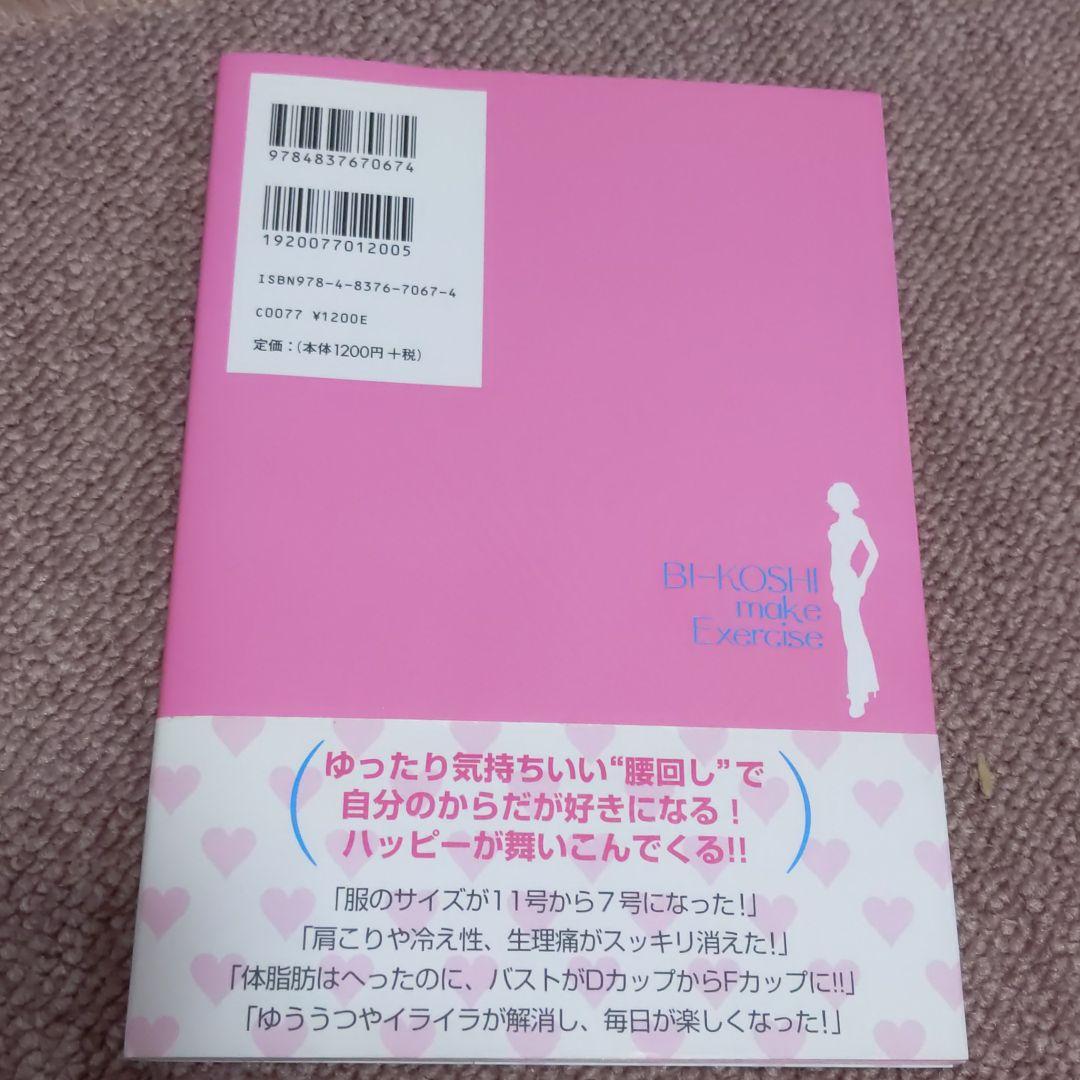 9784837670674
1920077012005
ISBN978-4-8376-7067-4
C0077 ¥1200E
定価:(本体1200円+税)
BI-KOSHI
make
Exercise
ゆったり気持ちいい“腰回し”で
自分のからだが好きになる!
ハッピーが舞いこんでくる!!
「服のサイズが11号から7号になった!」
「肩こりや冷え性、生理痛がスッキリ消えた!」
「体脂肪はへったのに、バストがDカップからFカップに!!」
「ゆううつやイライラが解消し、毎日が楽しくなった!」